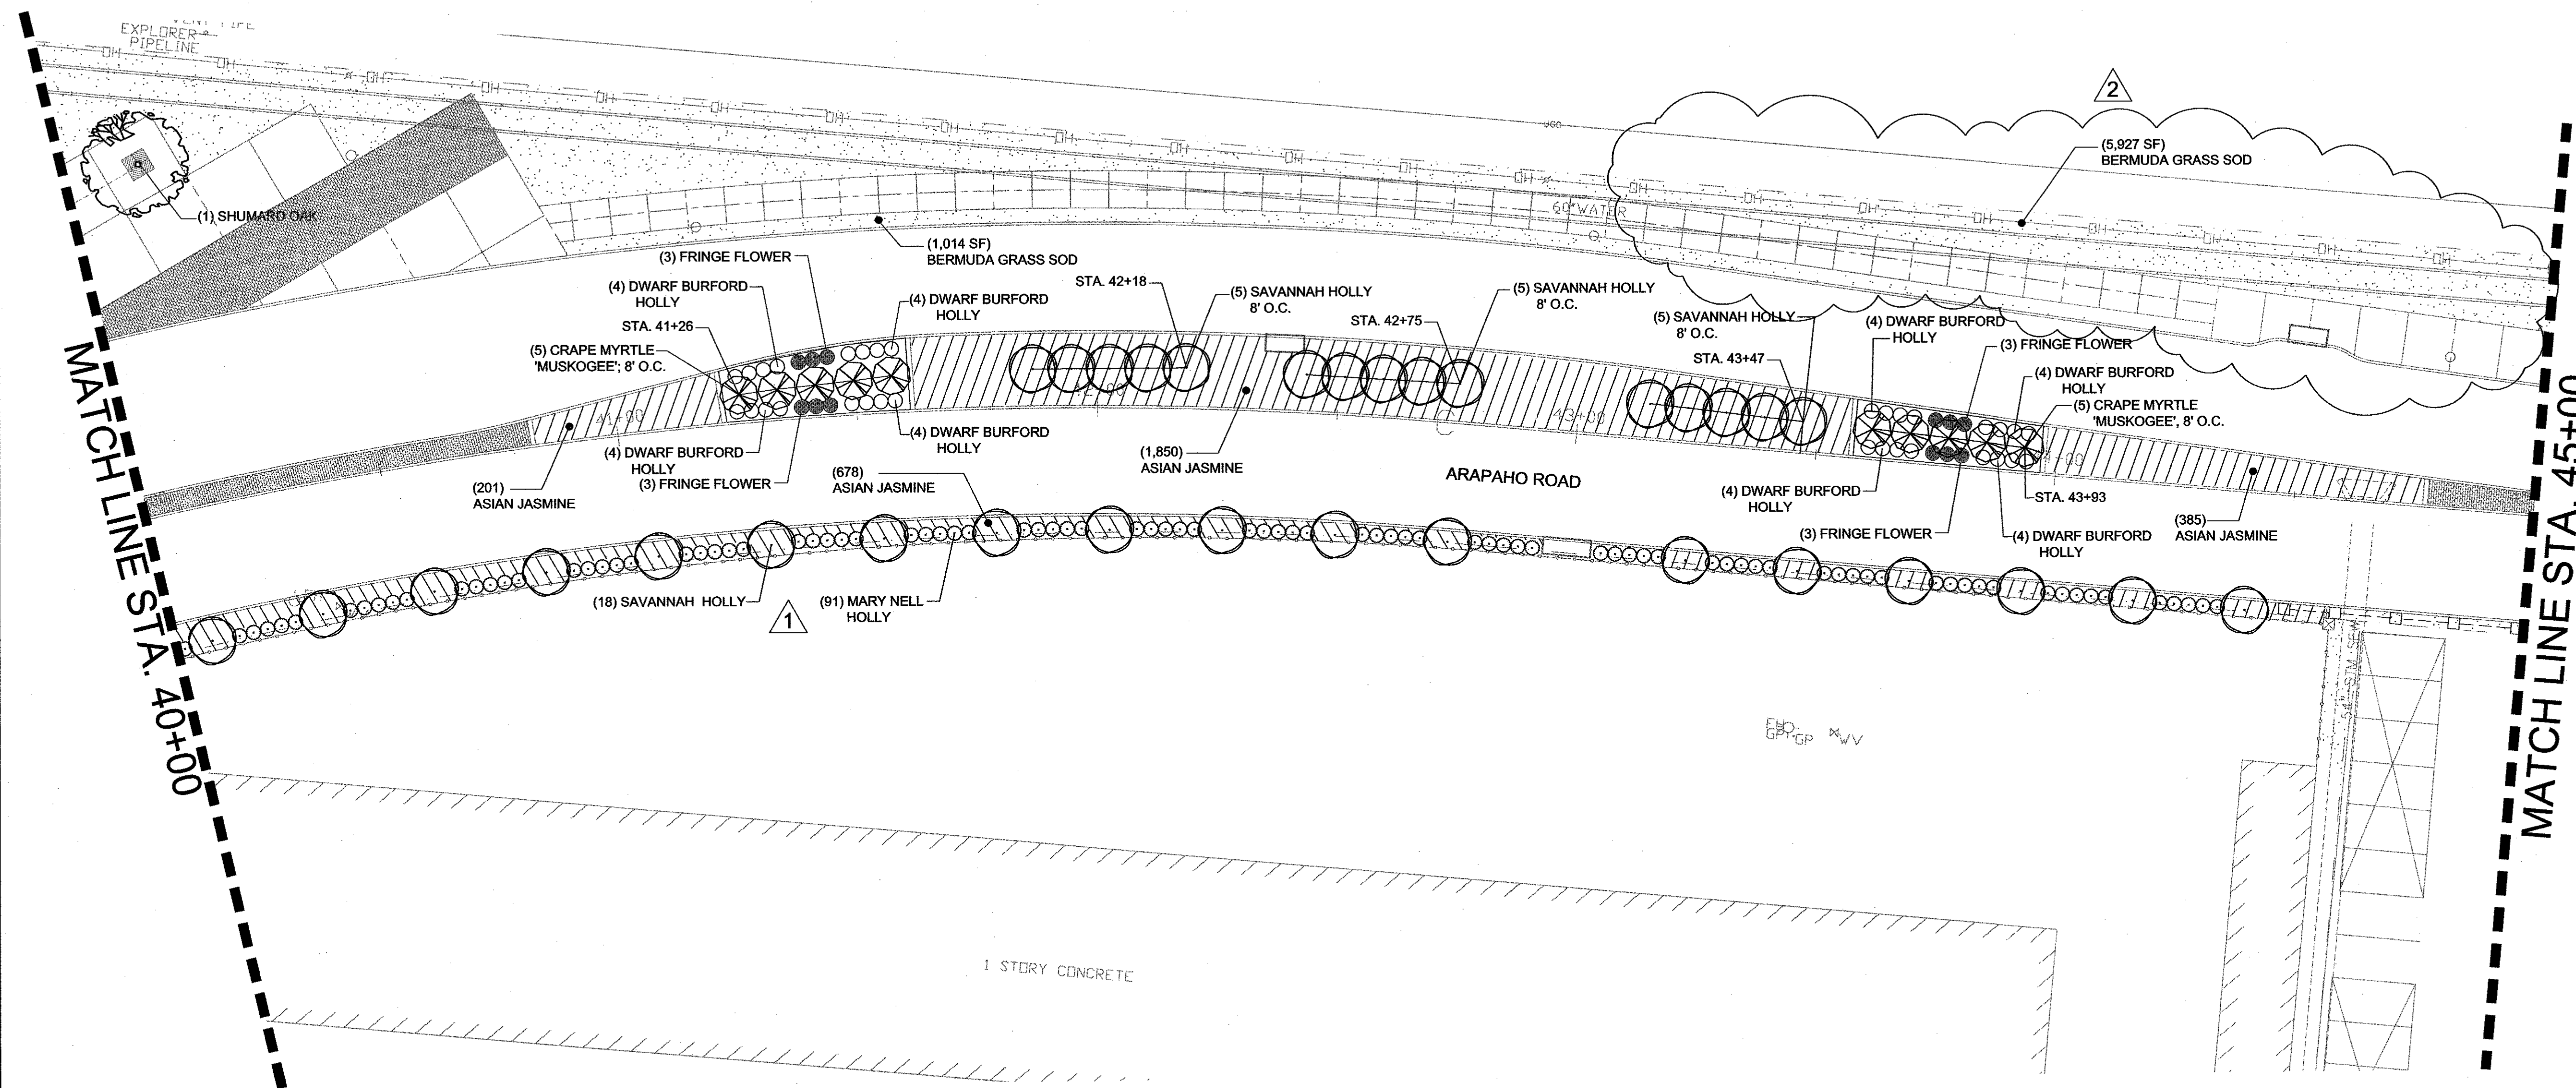 EXPLORER
PIPELINE
(1) SHUMARD OAK
2
(5,927 SF)
BERMUDA GRASS SOD
UGC
60"WATER
(1,014 SF)
BERMUDA GRASS SOD
(3) FRINGE FLOWER
(4) DWARF BURFORD
HOLLY
STA. 41+26
(5) CRAPE MYRTLE
'MUSKOGEE'; 8' O.C.
(4) DWARF BURFORD
HOLLY
STA. 42+18
(5) SAVANNAH HOLLY
8' O.C.
STA. 42+75
(5) SAVANNAH HOLLY
8' O.C.
(5) SAVANNAH HOLLY
8' O.C.
STA. 43+47
(4) DWARF BURFORD
HOLLY
(3) FRINGE FLOWER
(4) DWARF BURFORD
HOLLY
(5) CRAPE MYRTLE
'MUSKOGEE', 8' O.C.
41+00
43+00
(4) DWARF BURFORD
HOLLY
(3) FRINGE FLOWER
(4) DWARF BURFORD
HOLLY
(201)
ASIAN JASMINE
(678)
ASIAN JASMINE
(1,850)
ASIAN JASMINE
ARAPAHO ROAD
(4) DWARF BURFORD
HOLLY
(3) FRINGE FLOWER
STA. 43+93
(4) DWARF BURFORD
HOLLY
(385)
ASIAN JASMINE
(18) SAVANNAH HOLLY
1
(91) MARY NELL
HOLLY
MATCH LINE STA. 40+00
MATCH LINE STA. 45+00
GP
WV
1 STORY CONCRETE